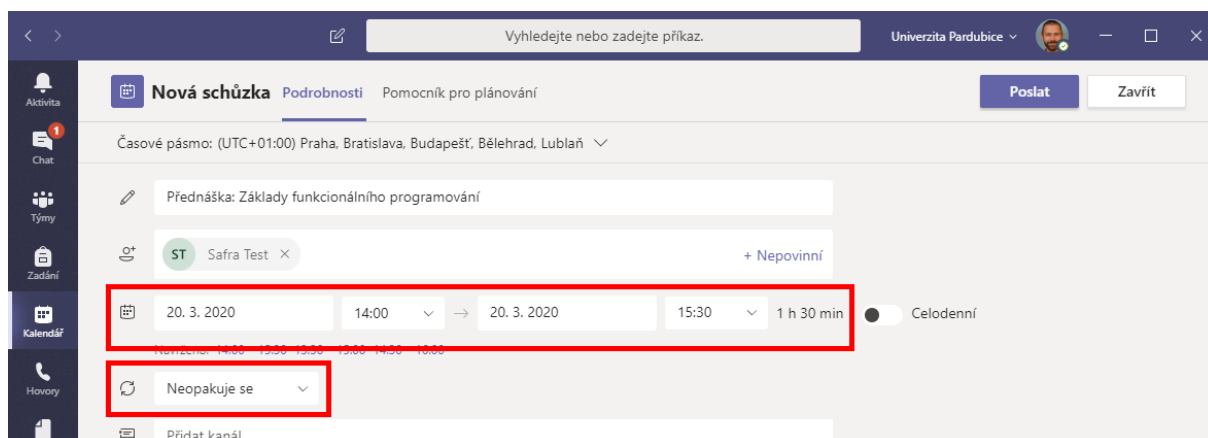 Vyhledejte nebo zadejte příkaz. Univerzita Pardubice
Aktivita
Nová schůzka Podrobnosti Pomocník pro plánování Poslat Zavřít
1
Chat
Časové pásmo: (UTC+01:00) Praha, Bratislava, Budapešť, Bělehrad, Lublaň
Týmy
Přednáška: Základy funkcionálního programování
Zadání
ST Safra Test × + Nepovinní
Kalendář
20. 3. 2020 14:00 → 20. 3. 2020 15:30 1 h 30 min Celodenní
Hovory
Neopakuje se
Přidat kanál